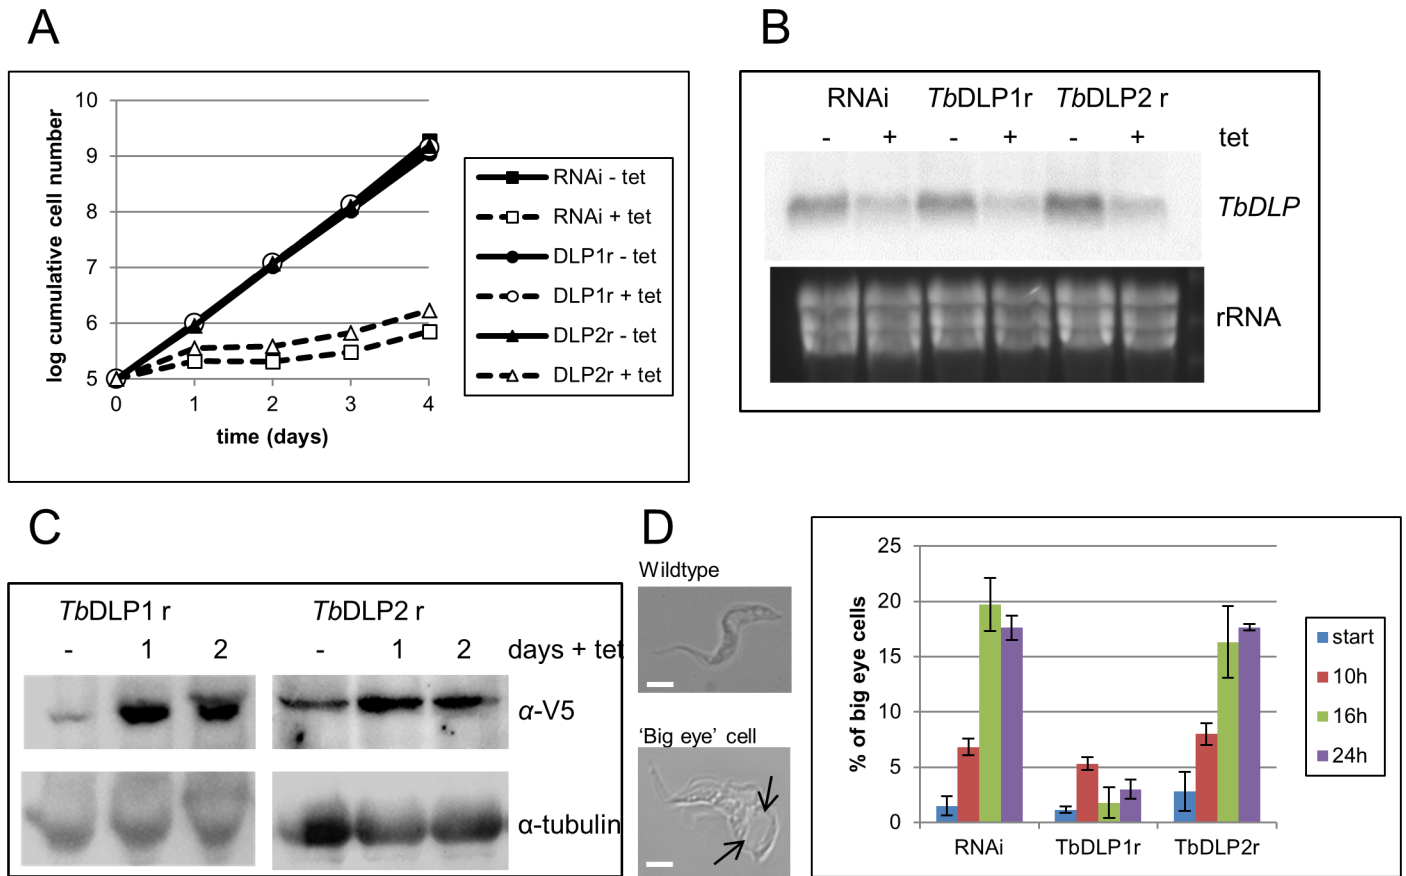 A
10
9
8
7
6
5
0 1 2 3 4
log cumulative cell number
time (days)
RNAi - tet
RNAi + tet
DLP1r - tet
DLP1r + tet
DLP2r - tet
DLP2r + tet
B
RNAi TbDLP1r TbDLP2 r
- + - + - + tet
TbDLP
rRNA
C
TbDLP1 r TbDLP2 r
- 1 2 - 1 2 days + tet
α-V5
α-tubulin
D
Wildtype
'Big eye' cell
25
20
15
10
5
0
% of big eye cells
RNAi TbDLP1r TbDLP2r
start
10h
16h
24h